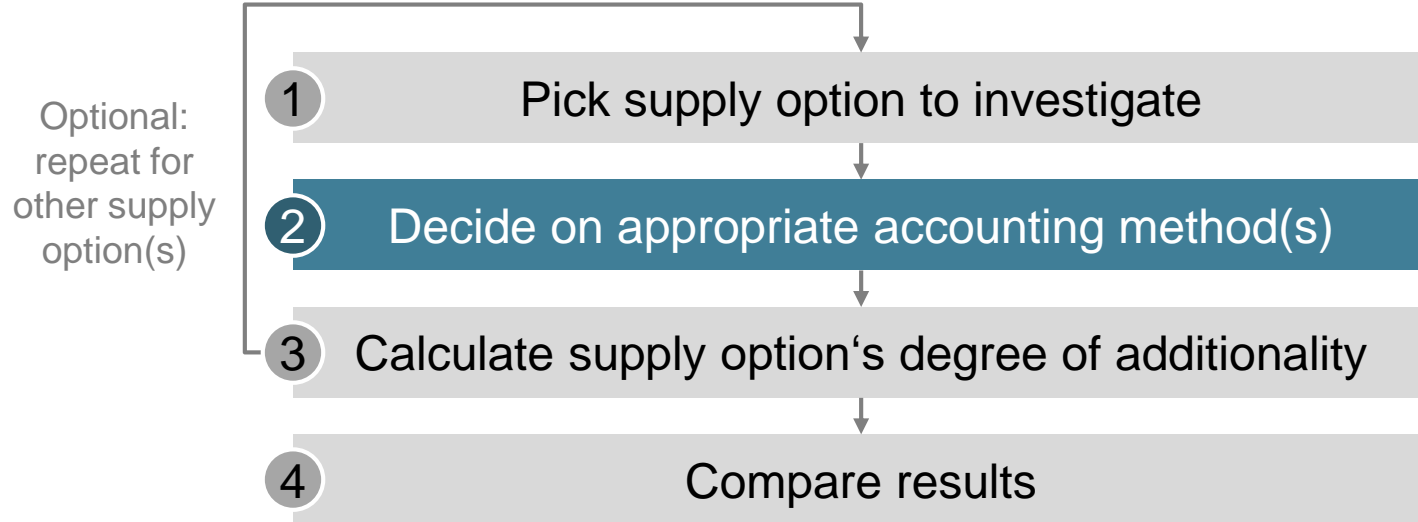 Optional:
repeat for
other supply
option(s)
1 Pick supply option to investigate
2 Decide on appropriate accounting method(s)
3 Calculate supply option‘s degree of additionality
4 Compare results